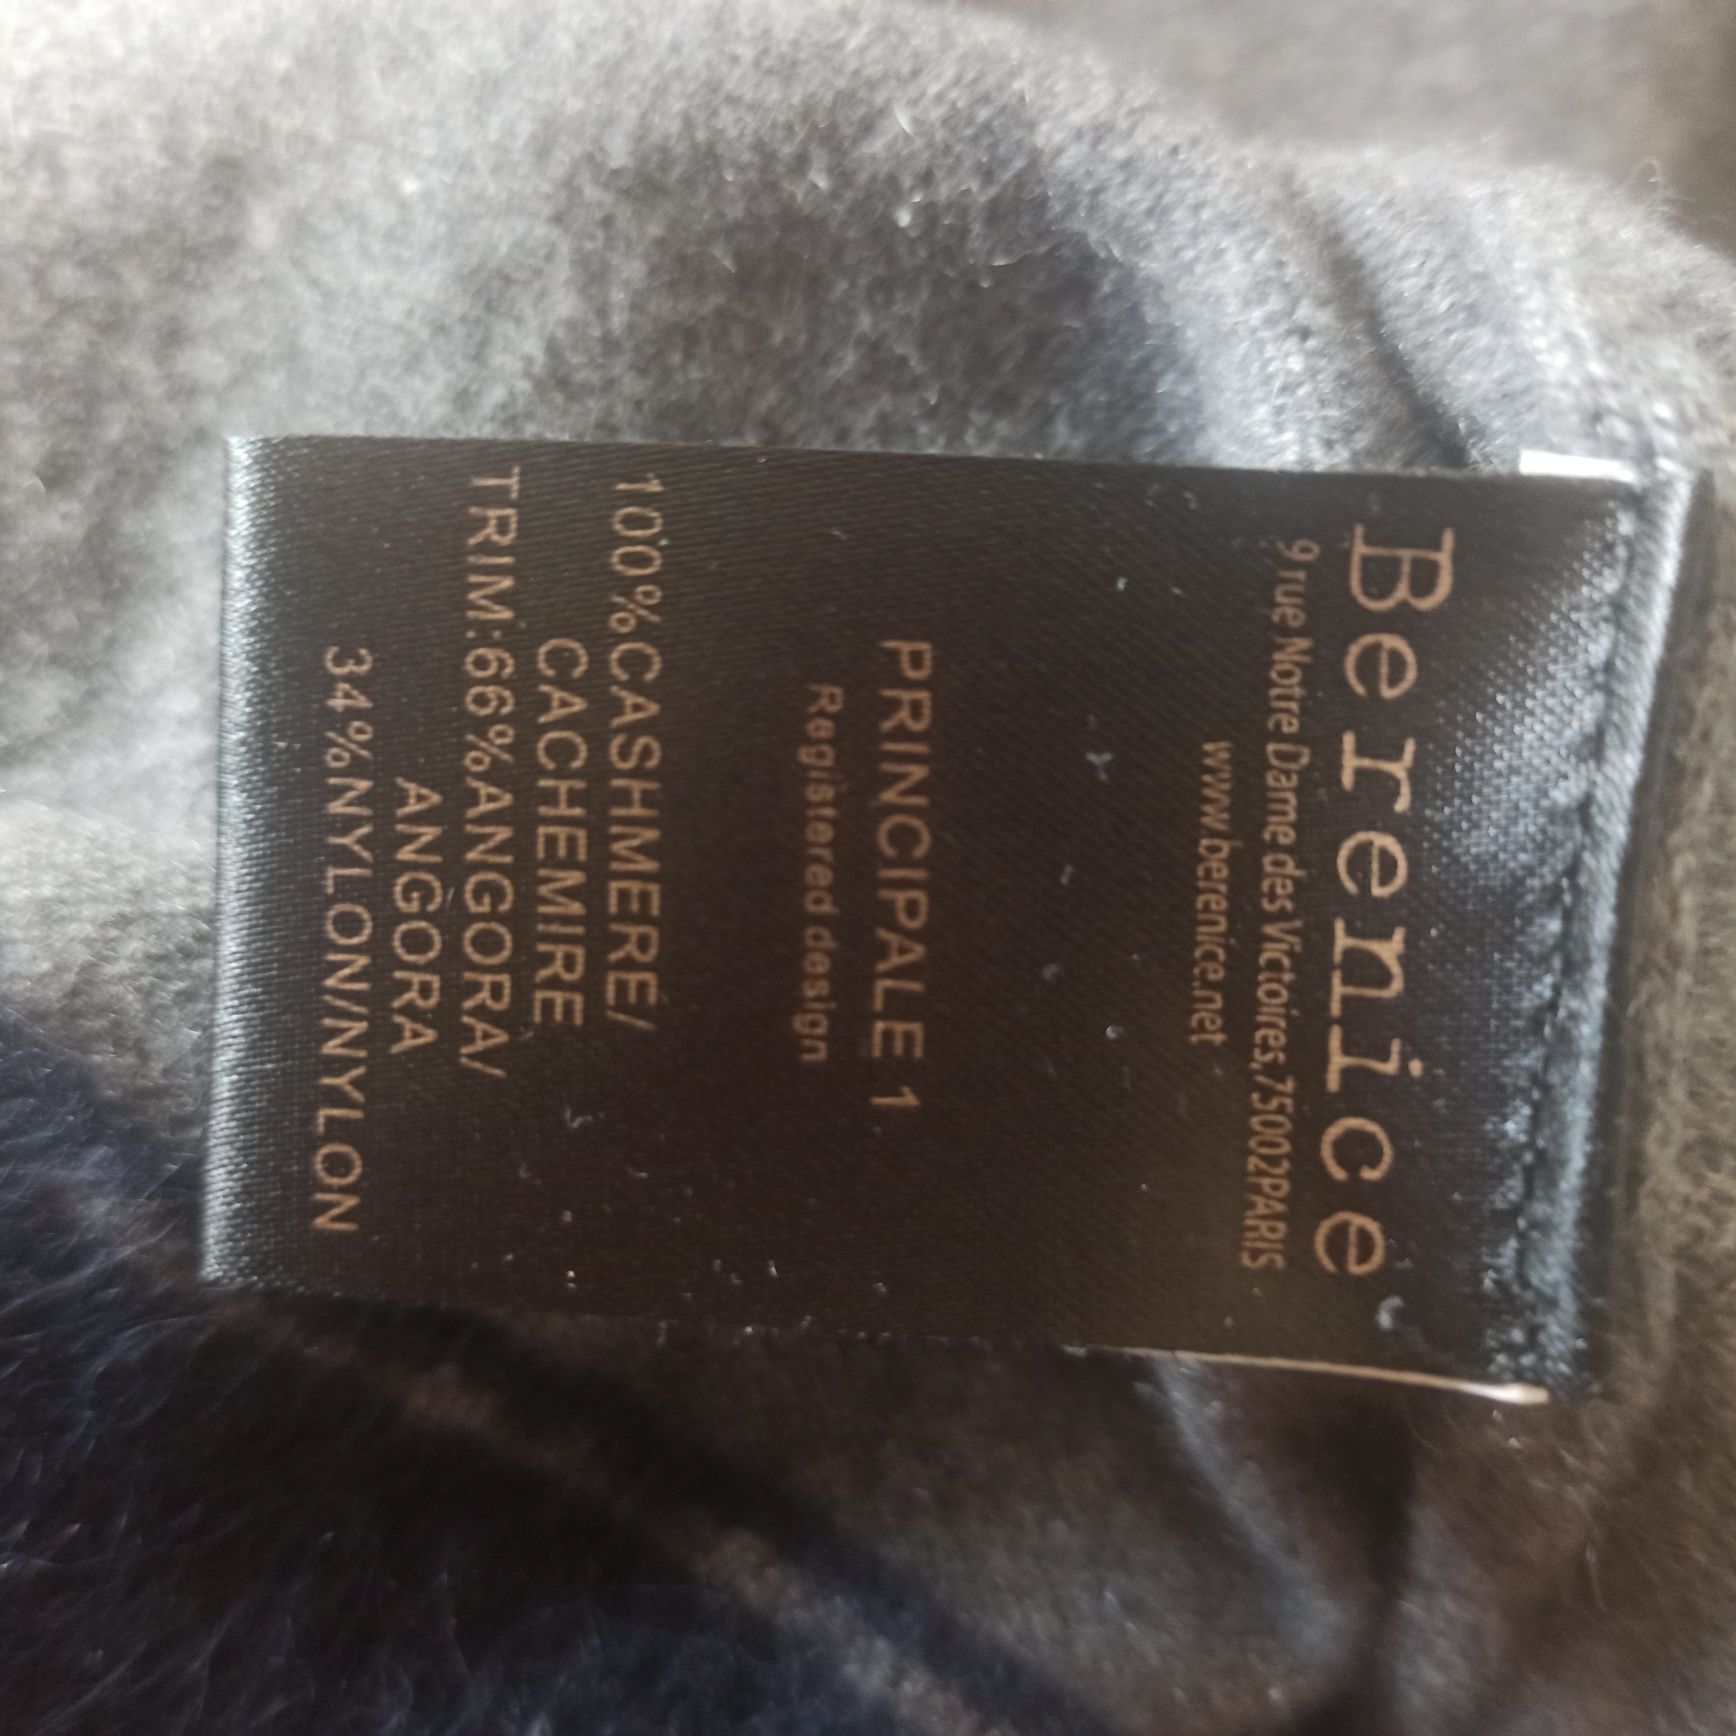 Berenice
9 rue Notre Dame des Victoires,75002PARIS
www.berenice.net
PRINCIPALE 1
Registered design
100%CASHMERE/
CACHEMIRE
TRIM:66%ANGORA/
ANGORA
34%NYLON/NYLON